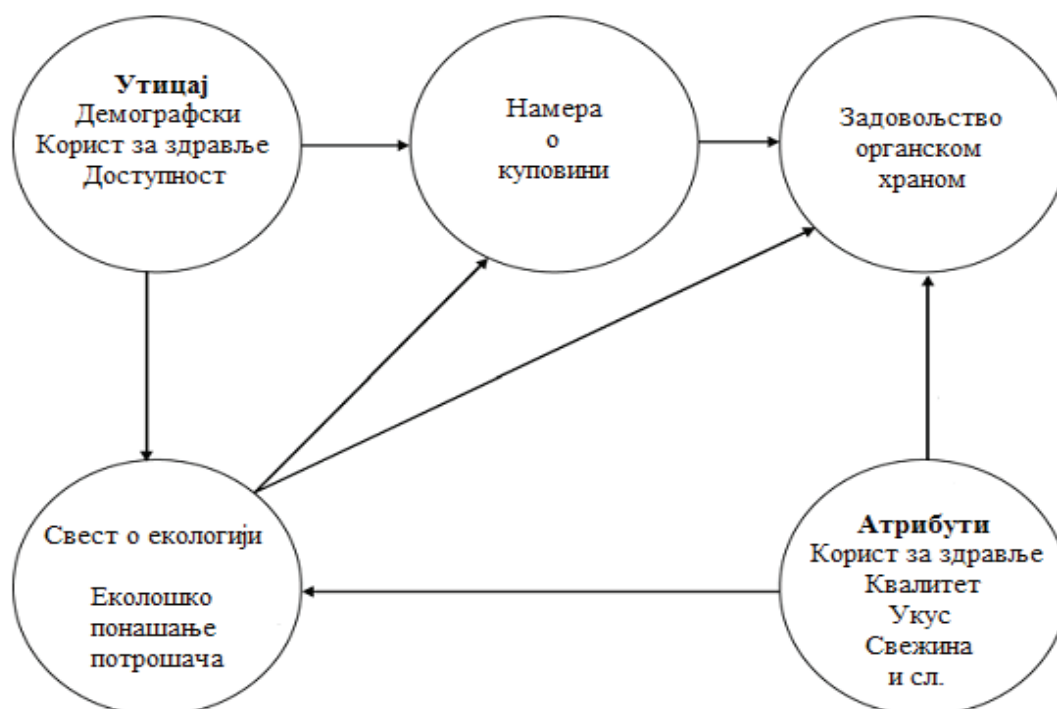 Утицај
Демографски
Корист за здравље
Доступност
Намера
о
куповини
Задовољство
органском
храном
Свест о екологији
Еколошко
понашање
потрошача
Атрибути
Корист за здравље
Квалитет
Укус
Свежина
и сл.